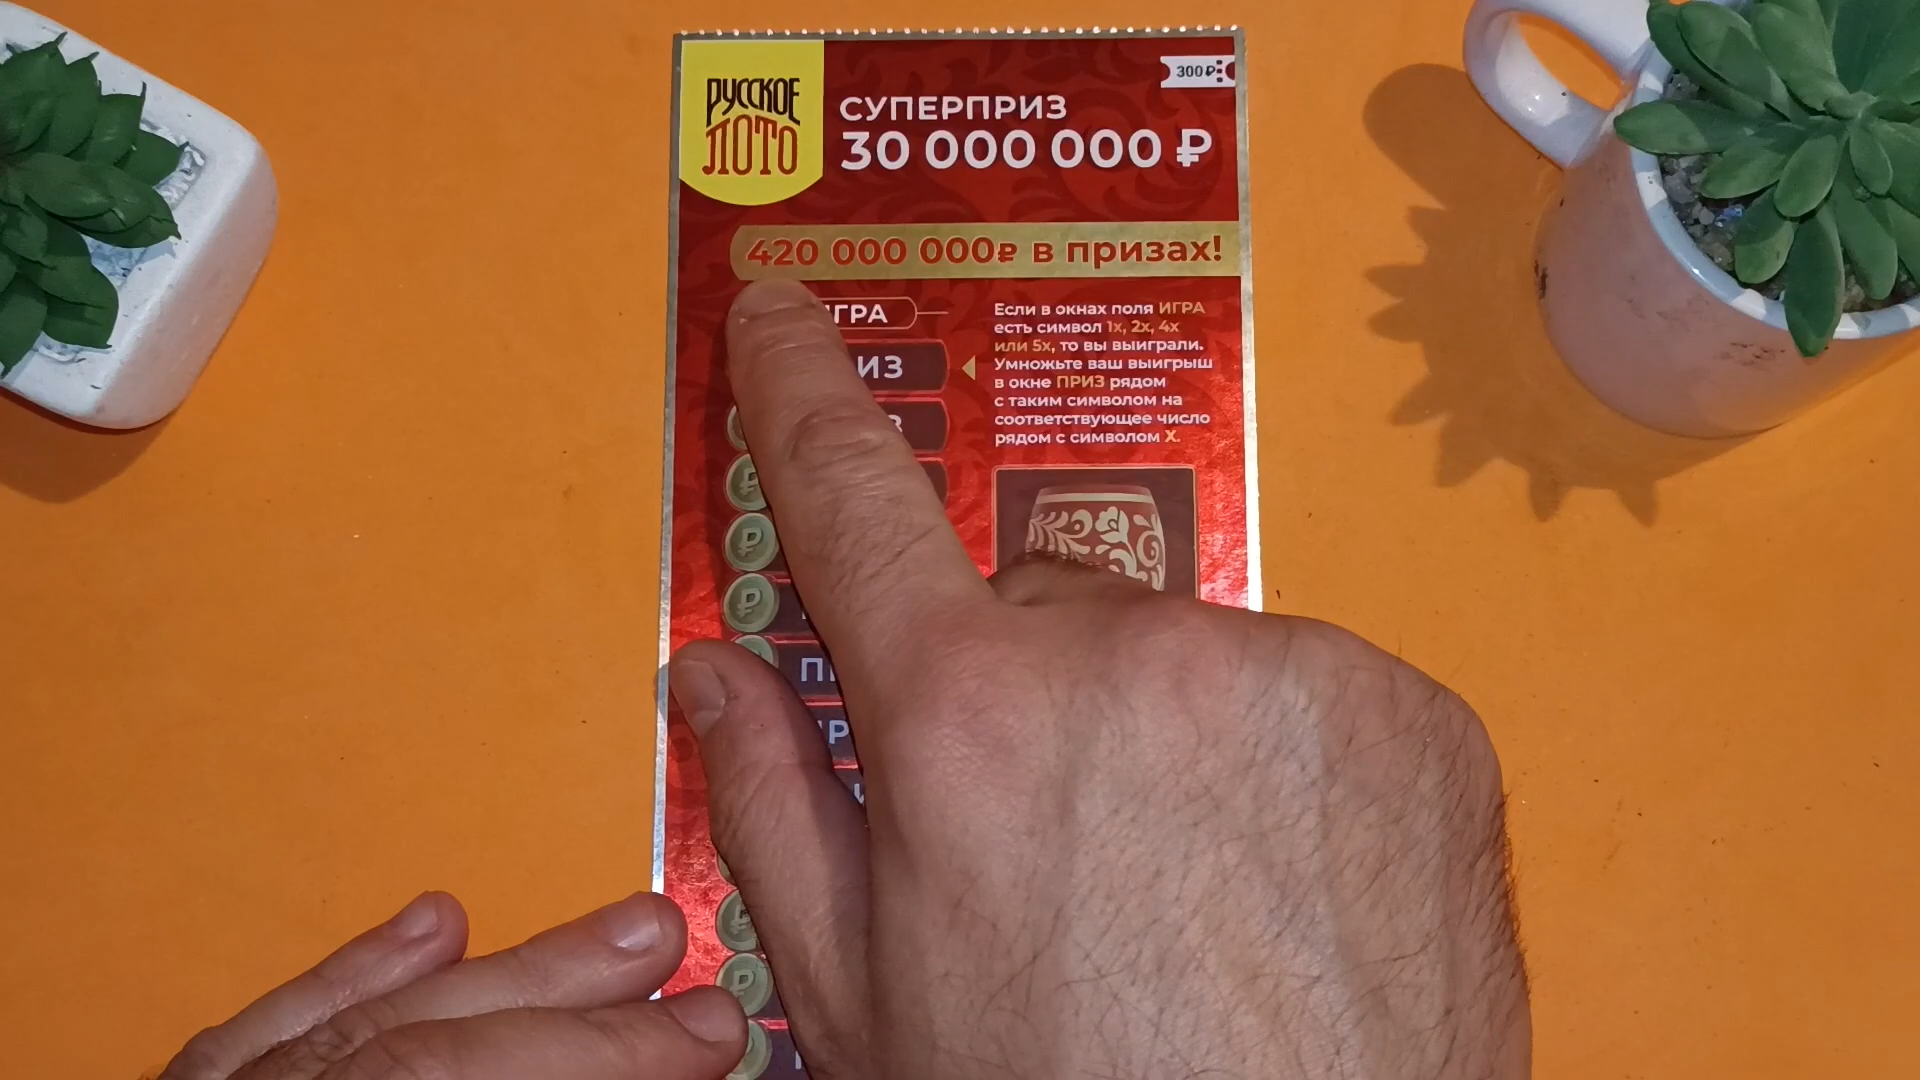 РУССКОЕ
ЛОТО
СУПЕРПРИЗ
30 000 000 ₽
300₽
420 000 000₽ в призах!
Если в окнах поля ИГРА
есть символ 1x, 2x, 4x
или 5x, то вы выиграли.
Умножьте ваш выигрыш
в окне ПРИЗ рядом
с таким символом на
соответствующее число
рядом с символом X.